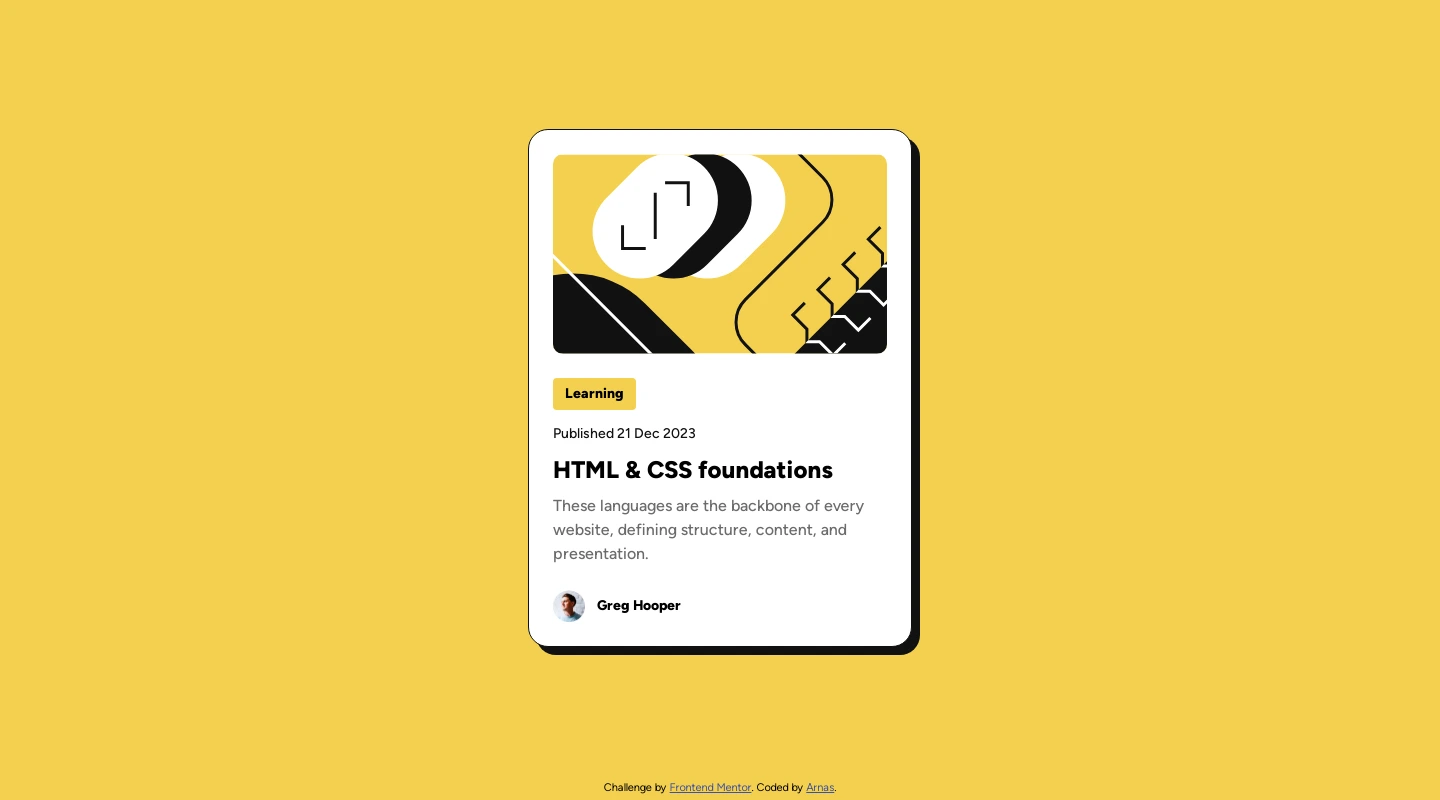 Learning
Published 21 Dec 2023
HTML & CSS foundations
These languages are the backbone of every
website, defining structure, content, and
presentation.
Greg Hooper
Challenge by Frontend Mentor. Coded by Arnas.